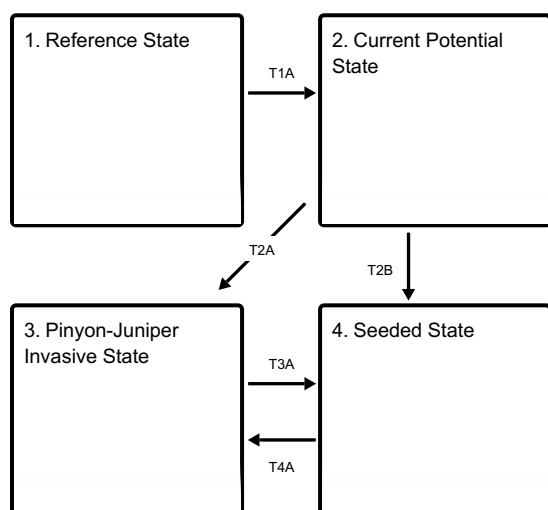 1. Reference State
2. Current Potential
State
T1A
T2A
T2B
3. Pinyon-Juniper
Invasive State
4. Seeded State
T3A
T4A